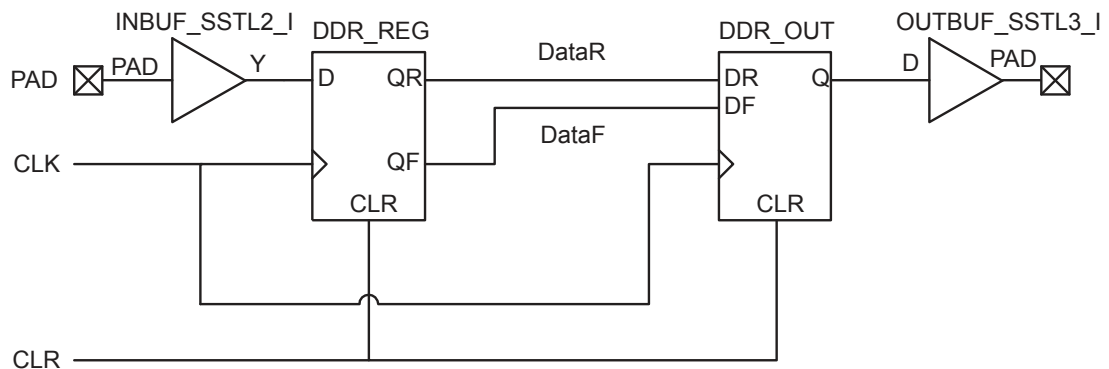 INBUF_SSTL2_I
DDR_REG
DDR_OUT
OUTBUF_SSTL3_I
PAD
PAD
Y
D
QR
DataR
DR
Q
D
PAD
DF
DataF
CLK
QF
CLR
CLR
CLR